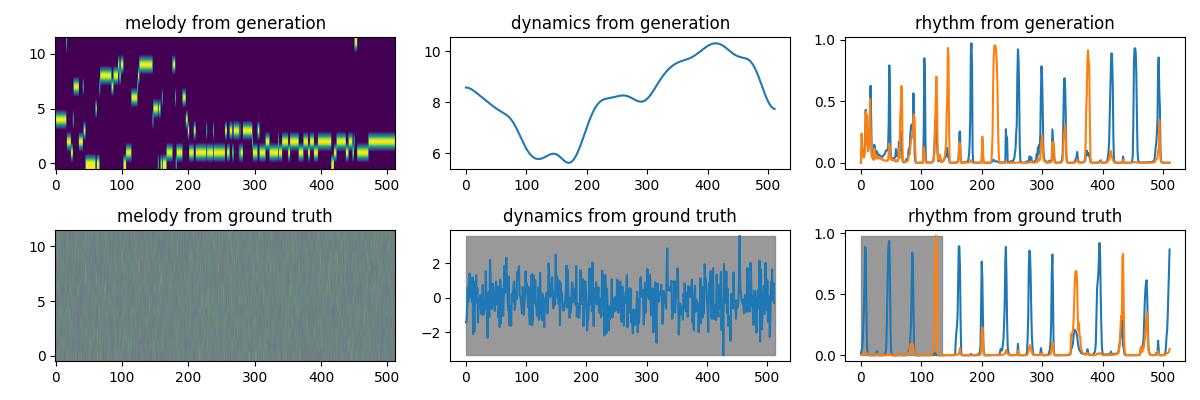 melody from generation
10
5
0
0 100 200 300 400 500
dynamics from generation
10
8
6
0 100 200 300 400 500
rhythm from generation
1.0
0.5
0.0
0 100 200 300 400 500
melody from ground truth
10
5
0
0 100 200 300 400 500
dynamics from ground truth
2
0
−2
0 100 200 300 400 500
rhythm from ground truth
1.0
0.5
0.0
0 100 200 300 400 500